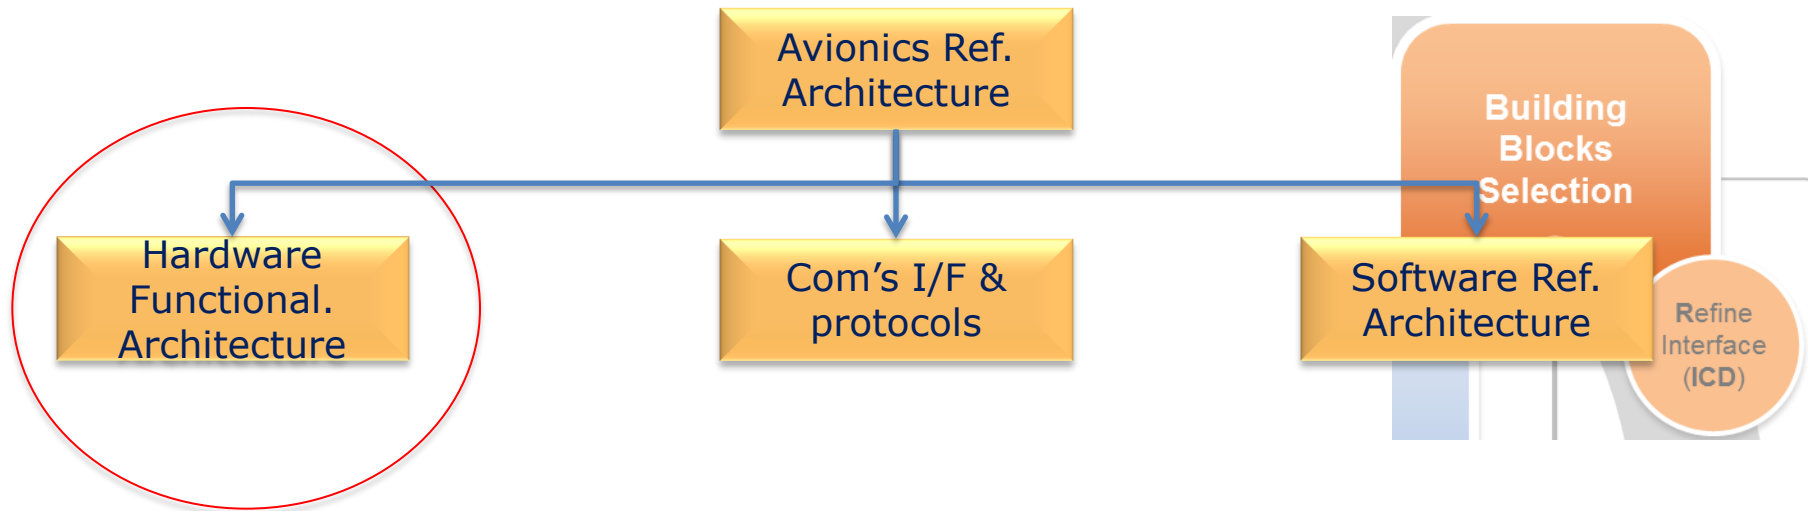 Avionics Ref.
Architecture
Building
Blocks
Selection
Hardware
Functional.
Architecture
Com’s I/F &
protocols
Software Ref.
Architecture
Refine
Interface
(ICD)